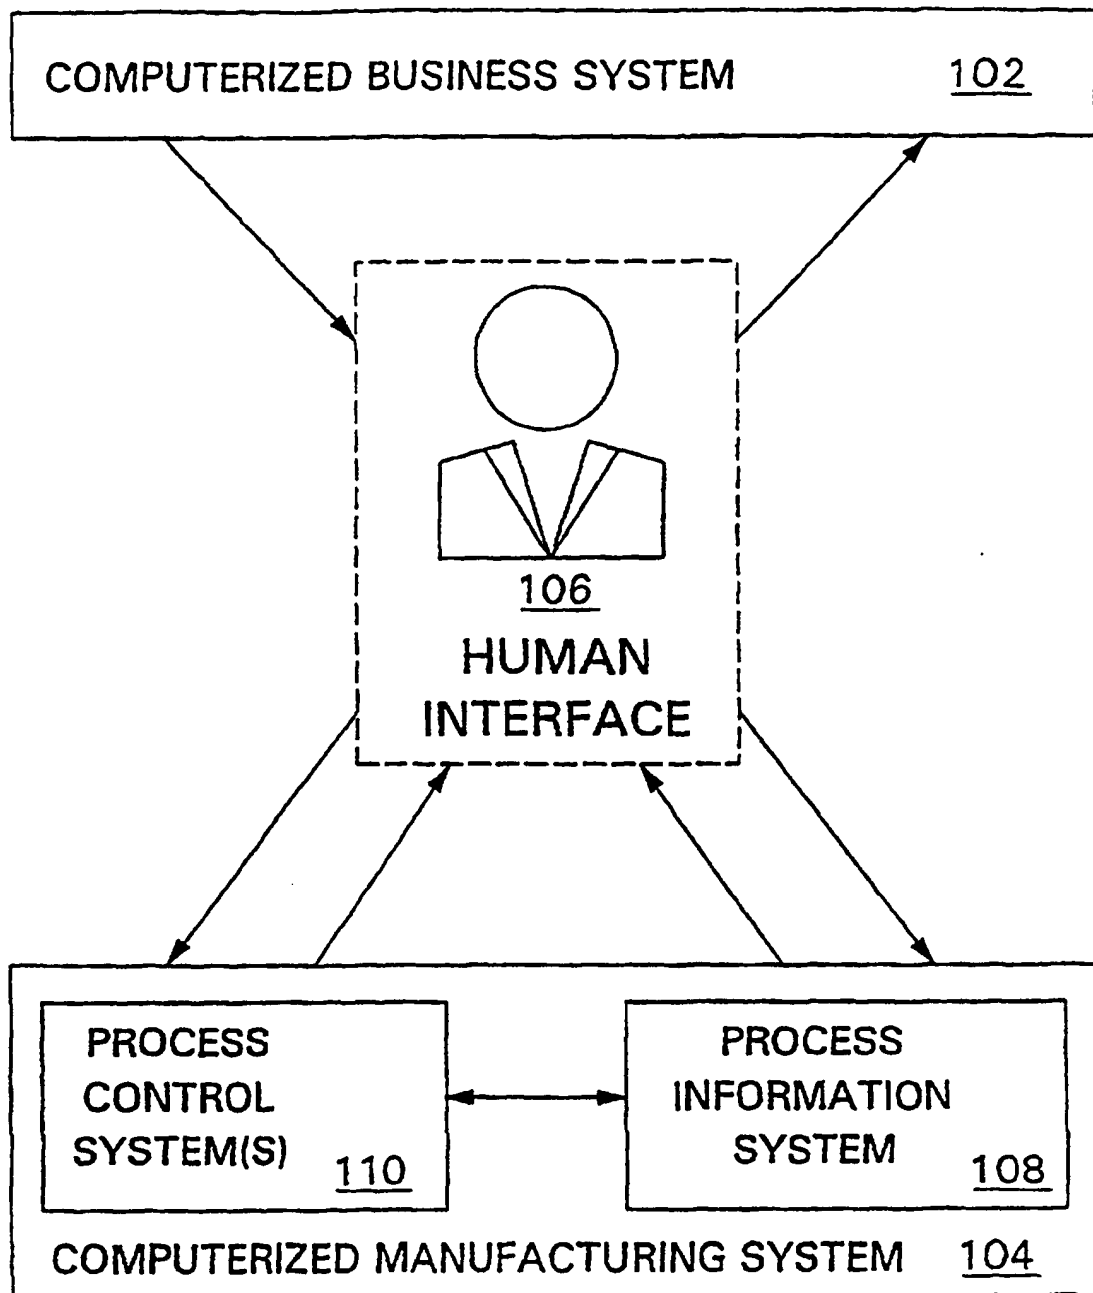 COMPUTERIZED BUSINESS SYSTEM 102
106
HUMAN
INTERFACE
PROCESS
CONTROL
SYSTEM(S)
110
PROCESS
INFORMATION
SYSTEM
108
COMPUTERIZED MANUFACTURING SYSTEM 104